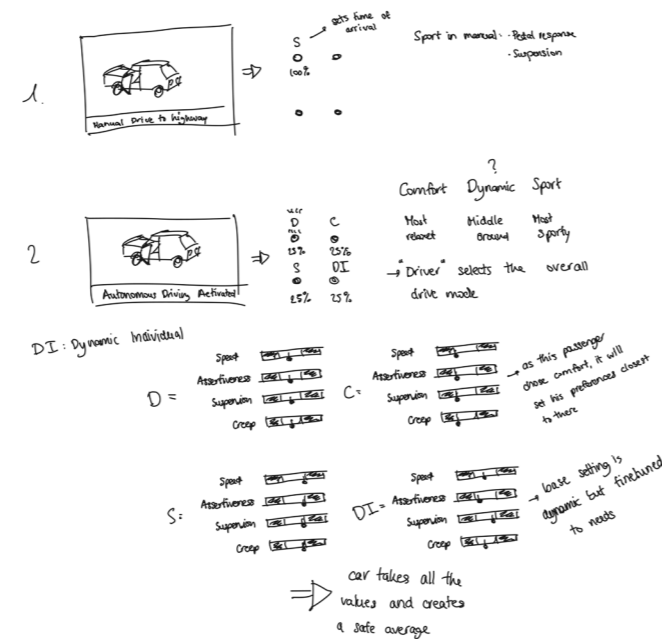 1.
Manual Drive to highway
S
gets time of
arrival
100%
Sport in manual: · Pedal response
· Suspension
2
Autonomous Driving Activated
D
C
25%
25%
S
DI
25%
25%
?
Comfort
Dynamic
Sport
Most
relaxed
Middle
Ground
Most
Sporty
→ "Driver" selects the overall
drive mode
DI: Dynamic Individual
D =
Speed
Assertiveness
Suspension
Creep
C =
Speed
Assertiveness
Suspension
Creep
→ as this passenger
chose comfort, it will
set his preferences closest
to there
S:
Speed
Assertiveness
Suspension
Creep
DI =
Speed
Assertiveness
Suspension
Creep
→ base setting is
dynamic but finetuned
to needs
⇒ car takes all the
values and creates
a safe average